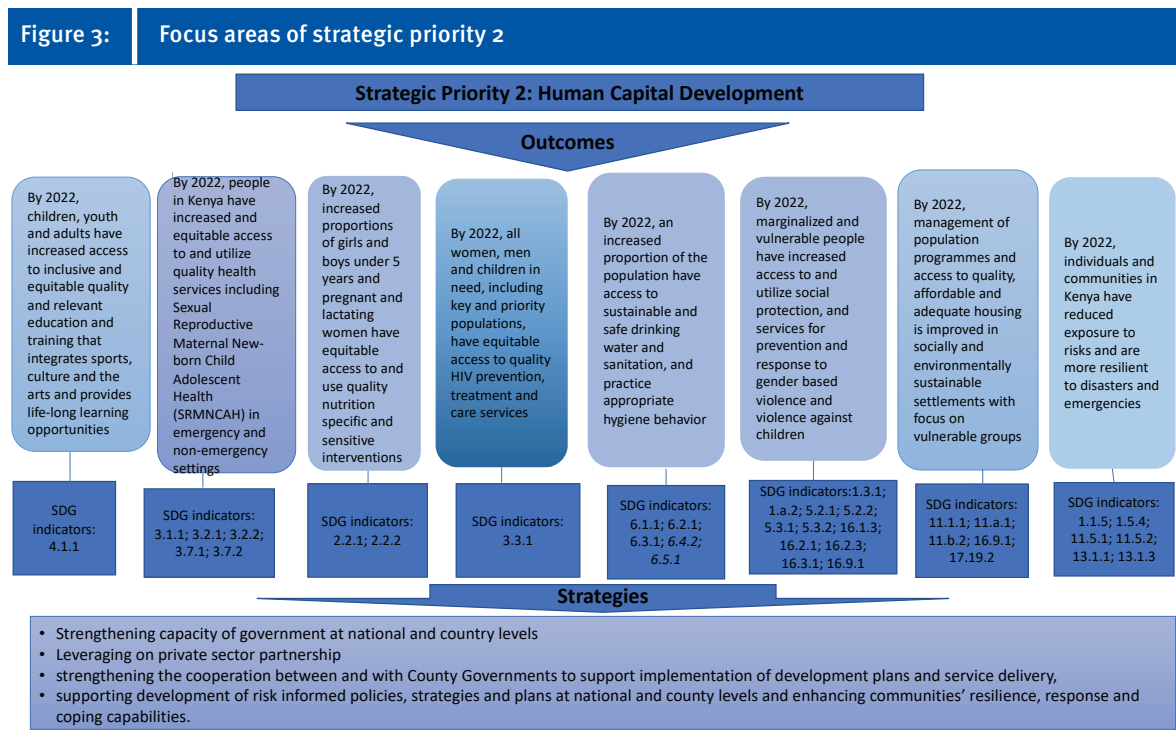 Figure 3:
Focus areas of strategic priority 2
Strategic Priority 2: Human Capital Development
Outcomes
By 2022,
children, youth
and adults have
increased access
to inclusive and
equitable quality
and relevant
education and
training that
integrates sports,
culture and the
arts and provides
life-long learning
opportunities
By 2022, people
in Kenya have
increased and
equitable access
to and utilize
quality health
services including
Sexual
Reproductive
Maternal New-
born Child
Adolescent
Health
(SRMNCAH) in
emergency and
non-emergency
settings
By 2022,
increased
proportions of
girls and
boys under 5
years and
pregnant and
lactating
women have
equitable
access to and
use quality
nutrition
specific and
sensitive
interventions
By 2022, all
women, men
and children in
need, including
key and priority
populations,
have equitable
access to quality
HIV prevention,
treatment and
care services
By 2022, an
increased
proportion of the
population have
access to
sustainable and
safe drinking
water and
sanitation, and
practice
appropriate
hygiene behavior
By 2022,
marginalized and
vulnerable people
have increased
access to and
utilize social
protection, and
services for
prevention and
response to
gender based
violence and
violence against
children
By 2022,
management of
population
programmes and
access to quality,
affordable and
adequate housing
is improved in
socially and
environmentally
sustainable
settlements with
focus on
vulnerable groups
By 2022,
individuals and
communities in
Kenya have
reduced
exposure to
risks and are
more resilient
to disasters and
emergencies
SDG
indicators:
4.1.1
SDG indicators:
3.1.1; 3.2.1; 3.2.2;
3.7.1; 3.7.2
SDG indicators:
2.2.1; 2.2.2
SDG indicators:
3.3.1
SDG indicators:
6.1.1; 6.2.1;
6.3.1; 6.4.2;
6.5.1
SDG indicators:1.3.1;
1.a.2; 5.2.1; 5.2.2;
5.3.1; 5.3.2; 16.1.3;
16.2.1; 16.2.3;
16.3.1; 16.9.1
SDG indicators:
11.1.1; 11.a.1;
11.b.2; 16.9.1;
17.19.2
SDG indicators:
1.1.5; 1.5.4;
11.5.1; 11.5.2;
13.1.1; 13.1.3
Strategies
• Strengthening capacity of government at national and country levels
• Leveraging on private sector partnership
• strengthening the cooperation between and with County Governments to support implementation of development plans and service delivery,
• supporting development of risk informed policies, strategies and plans at national and county levels and enhancing communities’ resilience, response and
coping capabilities.